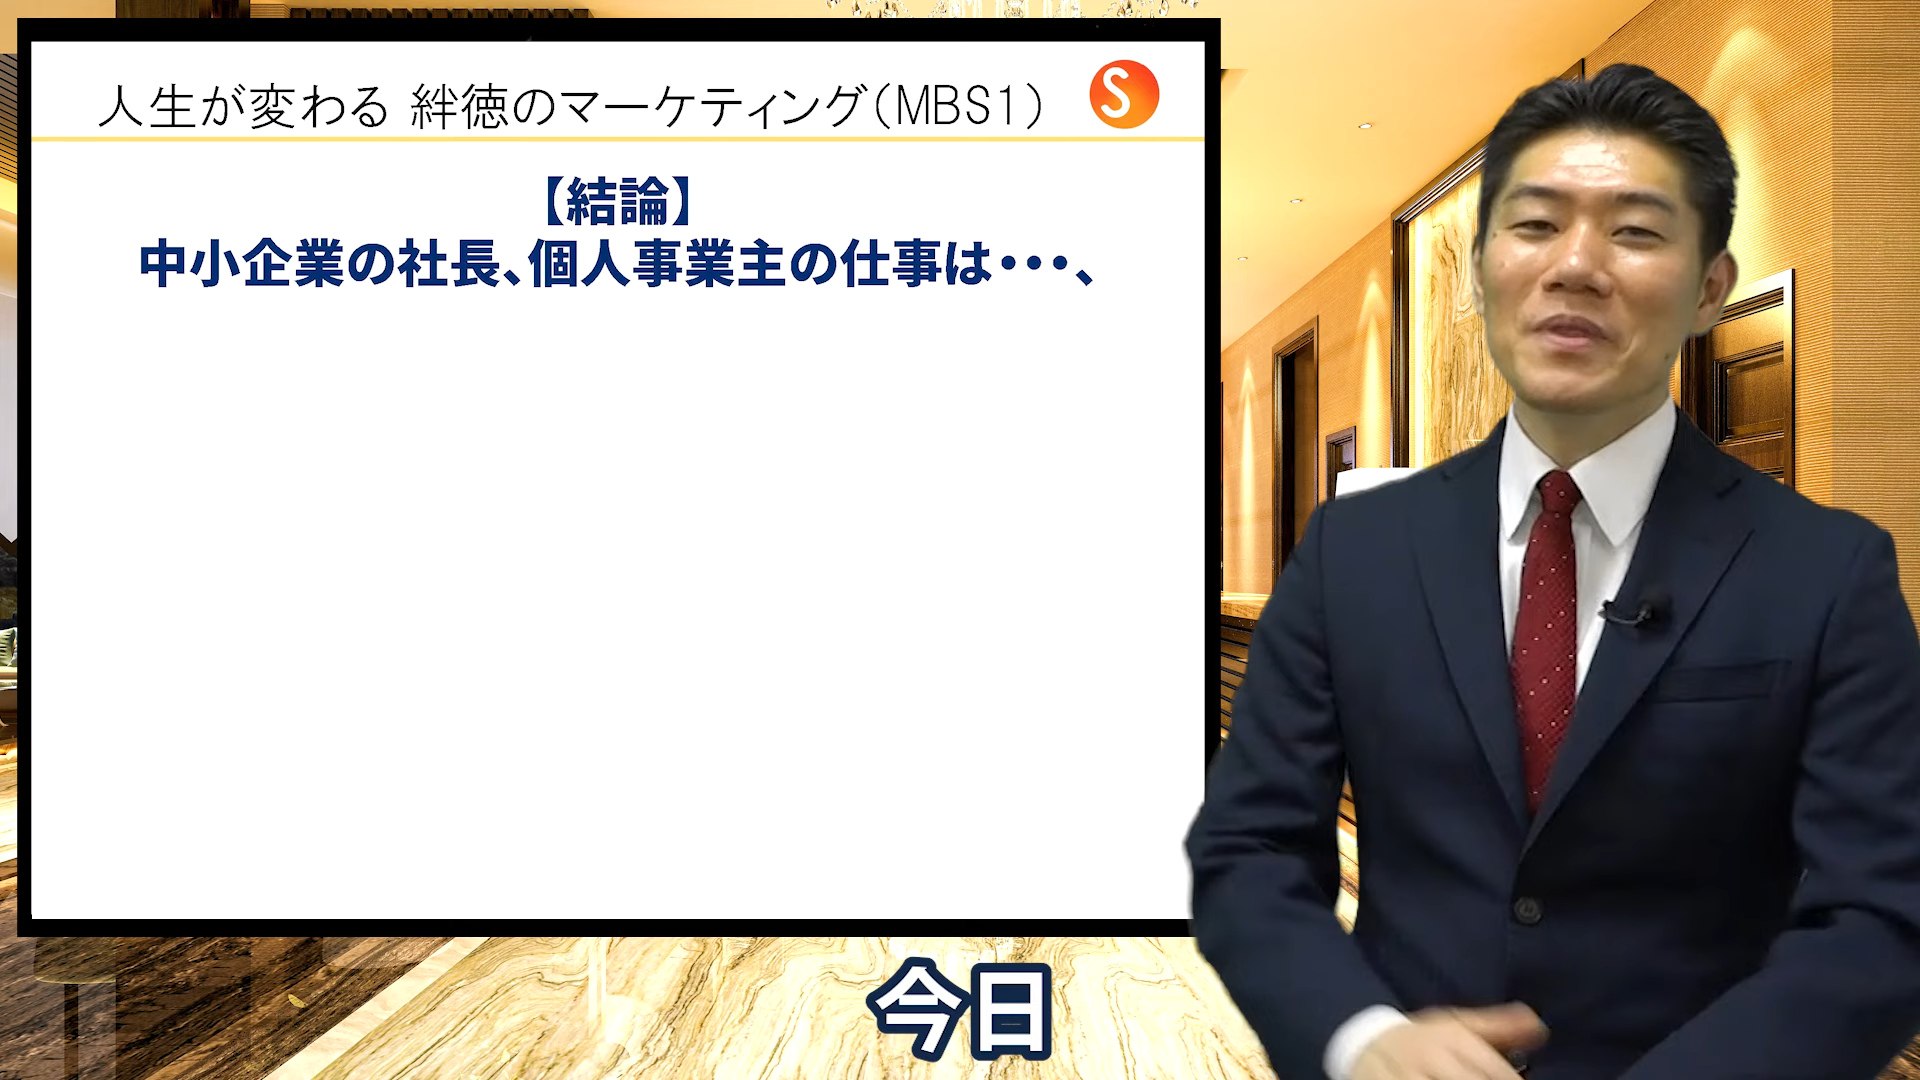 人生が変わる 絆徳のマーケティング（MBS1）
S
【結論】
中小企業の社長、個人事業主の仕事は・・・、
今日